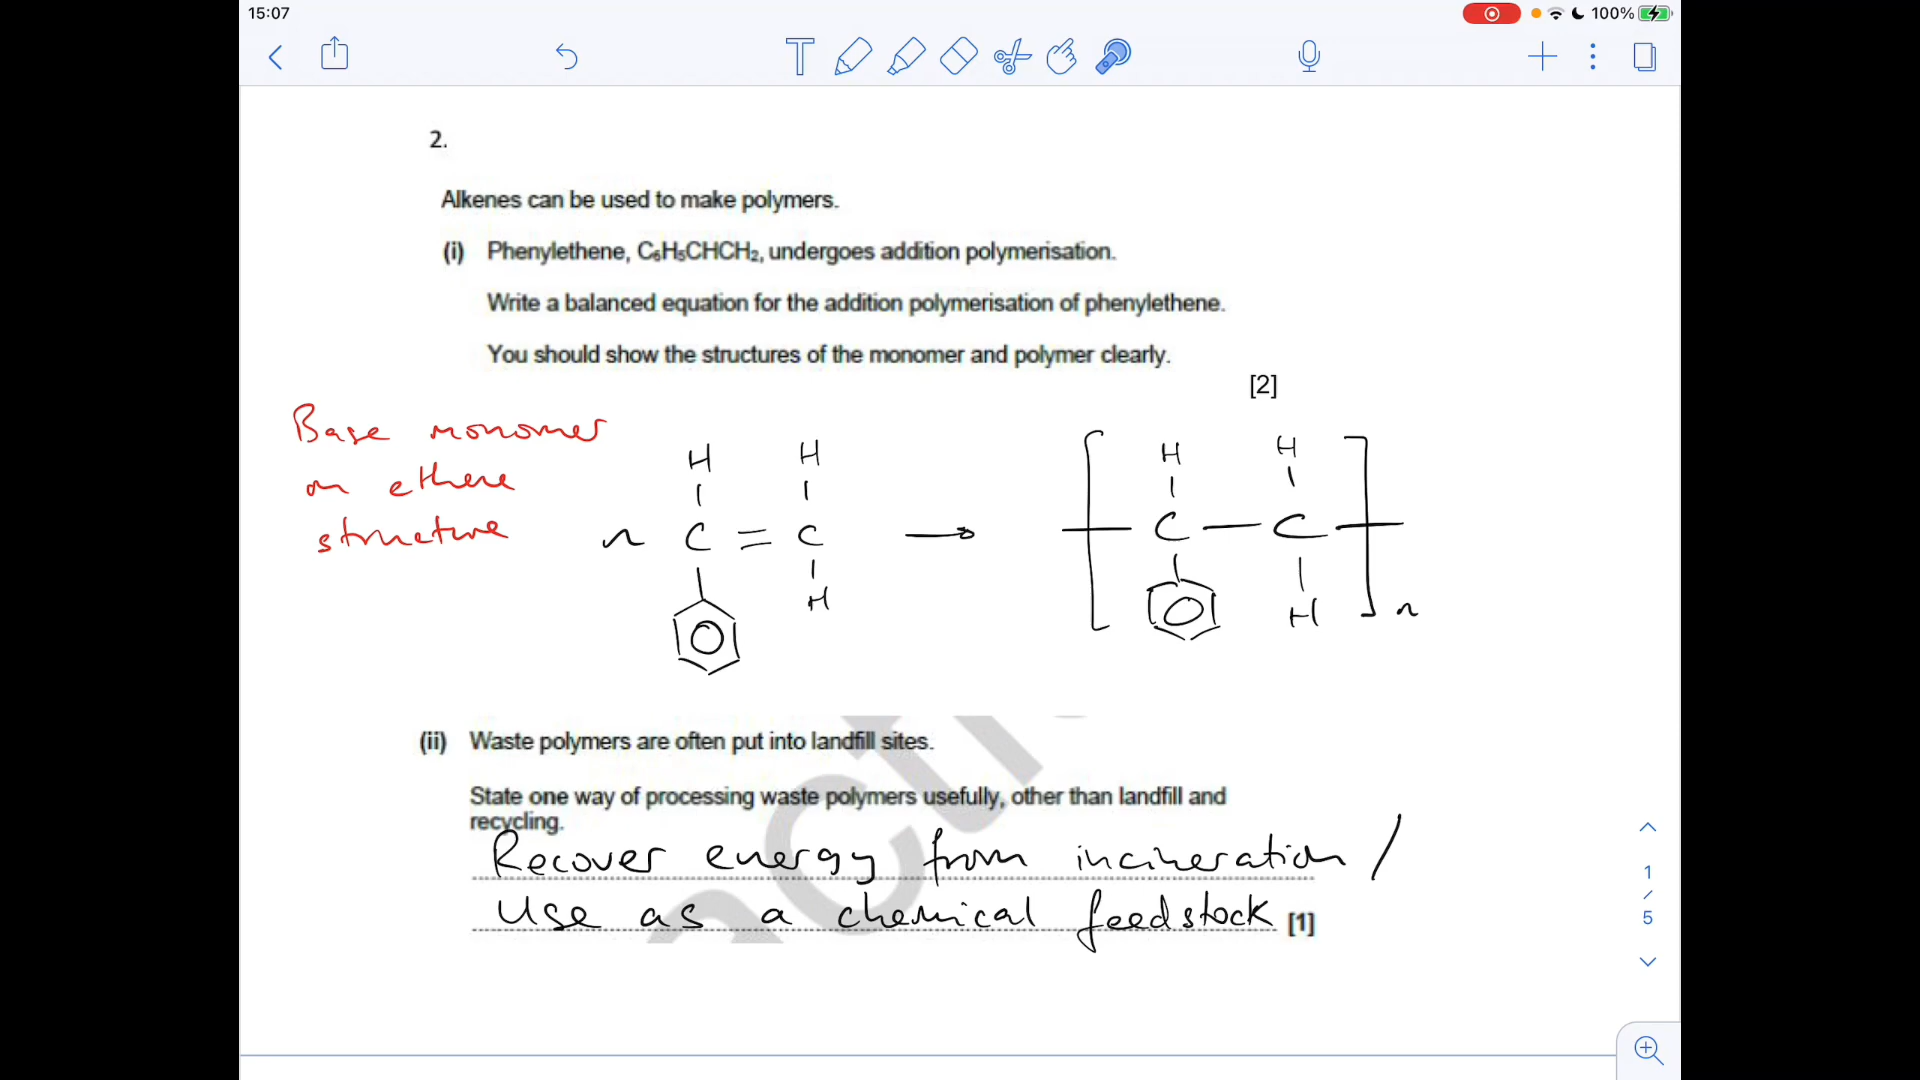 15:07
100%
T
2.
Alkenes can be used to make polymers.
(i) Phenylethene, C₆H₅CHCH₂, undergoes addition polymerisation.
Write a balanced equation for the addition polymerisation of phenylethene.
You should show the structures of the monomer and polymer clearly.
[2]
Base monomer
on ethene
structure
H H H H
n C = C → C — C
H H n
(ii) Waste polymers are often put into landfill sites.
State one way of processing waste polymers usefully, other than landfill and
recycling.
Recover energy from incineration /
Use as a chemical feedstock [1]
1
/
5